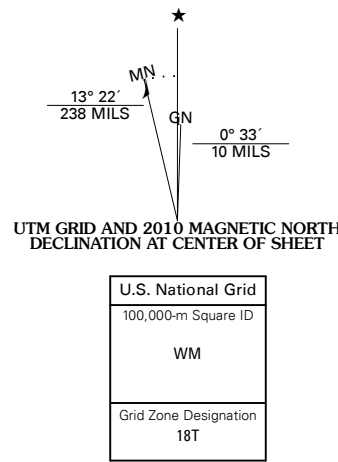 ★
MN
13° 22´
238 MILS
GN
0° 33´
10 MILS
UTM GRID AND 2010 MAGNETIC NORTH
DECLINATION AT CENTER OF SHEET
U.S. National Grid
100,000-m Square ID
WM
Grid Zone Designation
18T